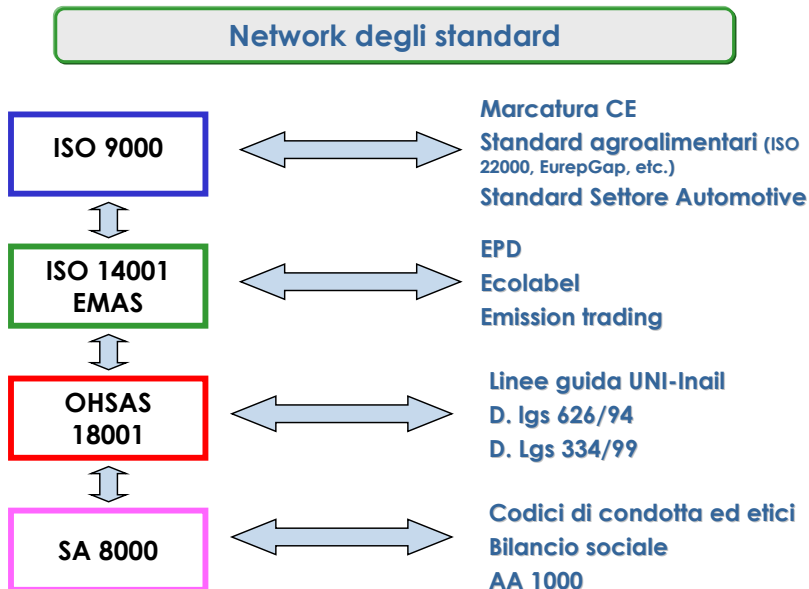 Network degli standard
ISO 9000
Marcatura CE
Standard agroalimentari (ISO
22000, EurepGap, etc.)
Standard Settore Automotive
ISO 14001
EMAS
EPD
Ecolabel
Emission trading
OHSAS
18001
Linee guida UNI-Inail
D. lgs 626/94
D. Lgs 334/99
SA 8000
Codici di condotta ed etici
Bilancio sociale
AA 1000